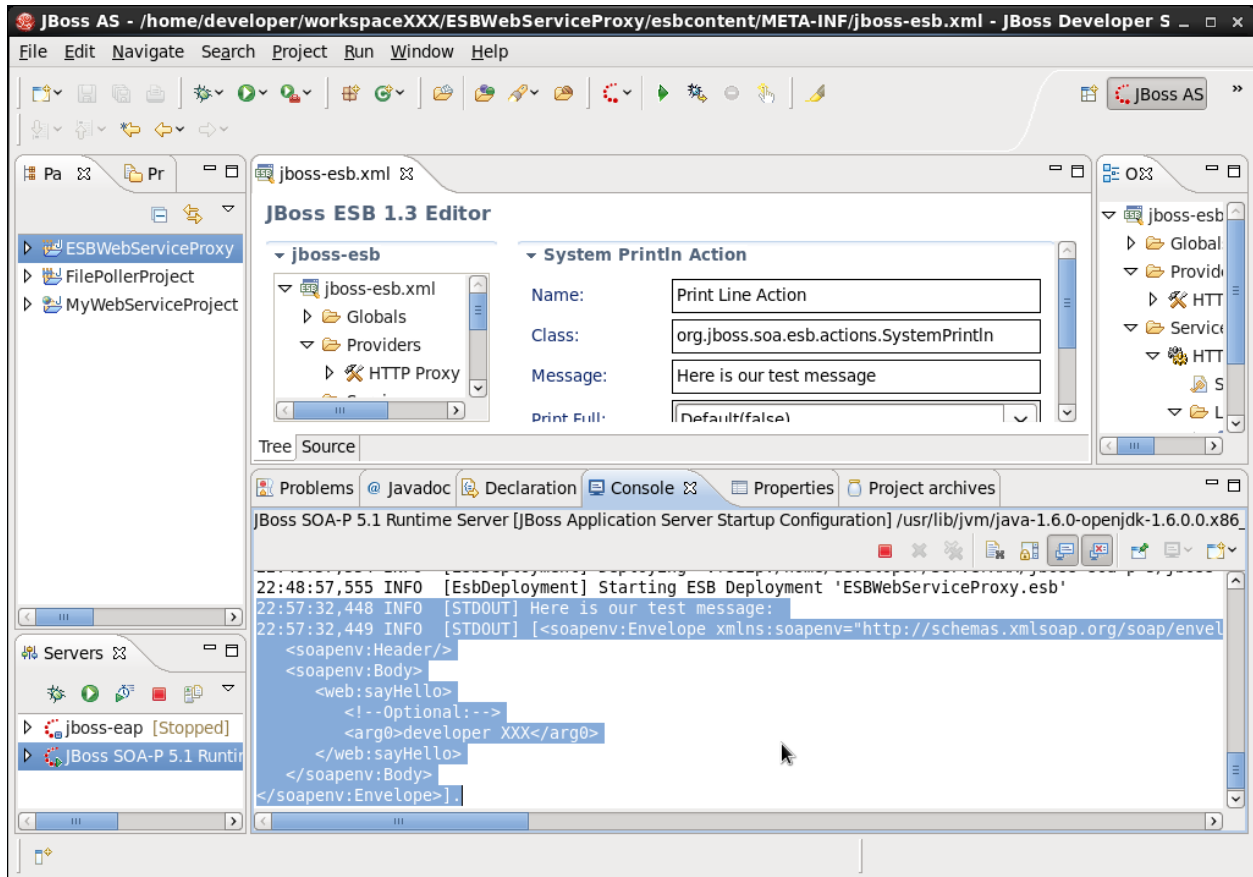 JBoss AS - /home/developer/workspaceXXX/ESBWebServiceProxy/esbcontent/META-INF/jboss-esb.xml - JBoss Developer S
File Edit Navigate Search Project Run Window Help
JBoss AS
Pa
Pr
jboss-esb.xml
ESBWebServiceProxy
FilePollerProject
MyWebServiceProject
JBoss ESB 1.3 Editor
jboss-esb
jboss-esb.xml
Globals
Providers
HTTP Proxy
System Println Action
Name: Print Line Action
Class: org.jboss.soa.esb.actions.SystemPrintln
Message: Here is our test message
Print Full: Default(false)
Tree Source
O
jboss-esb
Global
Provide
HTT
Service
HTT
S
L
Problems @ Javadoc Declaration Console Properties Project archives
JBoss SOA-P 5.1 Runtime Server [JBoss Application Server Startup Configuration] /usr/lib/jvm/java-1.6.0-openjdk-1.6.0.0.x86_
22:48:57,555 INFO [EsbDeployment] Starting ESB Deployment 'ESBWebServiceProxy.esb'
22:57:32,448 INFO [STDOUT] Here is our test message:
22:57:32,449 INFO [STDOUT] [<soapenv:Envelope xmlns:soapenv="http://schemas.xmlsoap.org/soap/envel
<soapenv:Header/>
<soapenv:Body>
<web:sayHello>
<!--Optional:-->
<arg0>developer XXX</arg0>
</web:sayHello>
</soapenv:Body>
</soapenv:Envelope>].
Servers
jboss-eap [Stopped]
JBoss SOA-P 5.1 Runtir